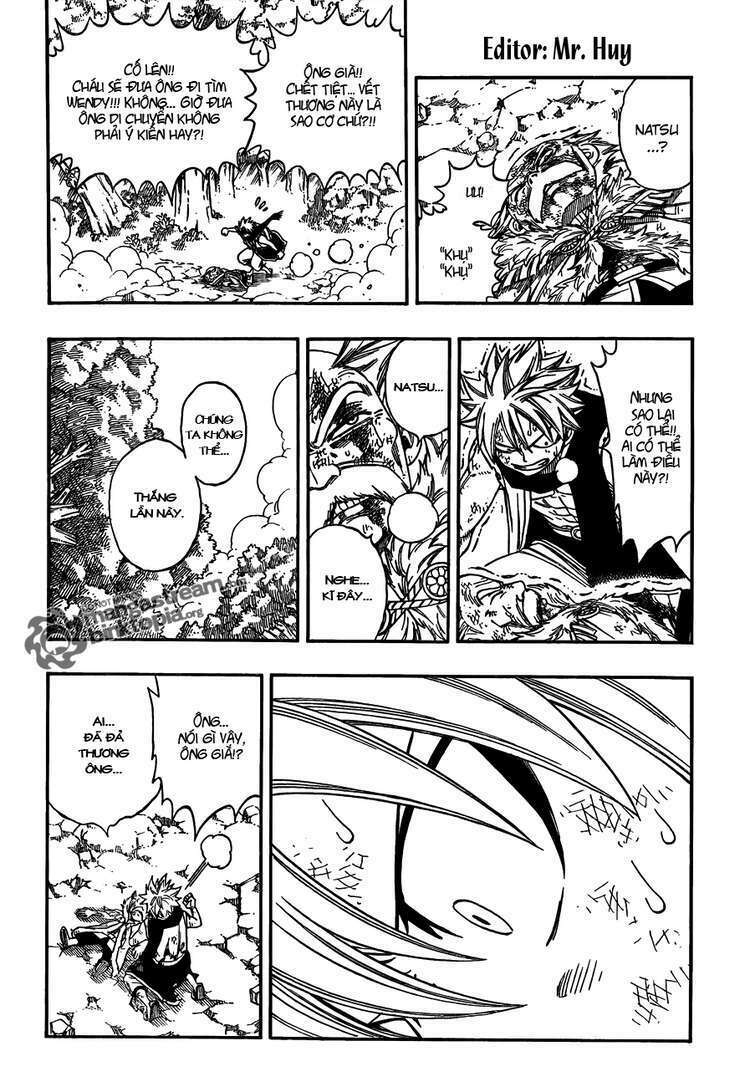 Editor: Mr. Huy
NATSU
...?
UU!
"KHỤ"
"KHỤ"
ÔNG GIÀ!!
CHẾT TIỆT... VẾT
THƯƠNG NÀY LÀ
SAO CƠ CHỨ?!!
CỐ LÊN!!
CHÁU SẼ ĐƯA ÔNG ĐI TÌM
WENDY!!! KHÔNG... GIỜ ĐƯA
ÔNG DI CHUYỂN KHÔNG
PHẢI Ý KIẾN HAY?!
NHƯNG
SAO LẠI
CÓ THỂ!!
AI CÓ THỂ
LÀM ĐIỀU
NÀY?!
NATSU...
NGHE...
KĨ ĐÂY...
CHÚNG
TA KHÔNG
THỂ...
THẮNG
LẦN NÀY.
mangastream.com
binktopia.org
ÔNG...
NÓI GÌ VẬY,
ÔNG GIÀ!?
AI...
ĐÃ ĐẢ
THƯƠNG
ÔNG...